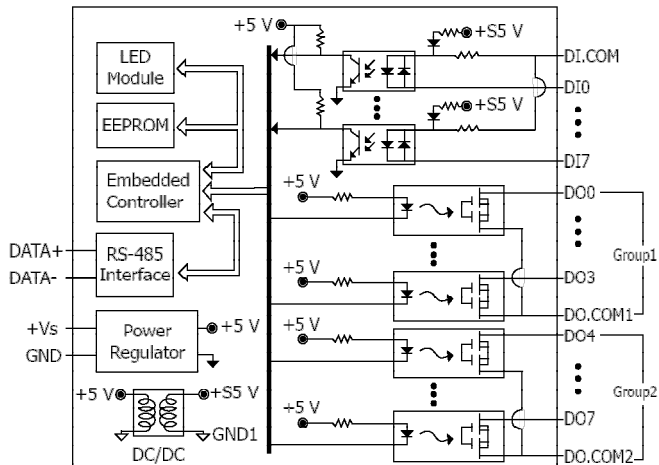 +5 V
+S5 V
LED
Module
DI.COM
DI0
EEPROM
+S5 V
DI7
Embedded
Controller
+5 V
DO0
DATA+
DATA-
RS-485
Interface
Group1
+5 V
DO3
DO.COM1
+Vs
GND
Power
Regulator
+5 V
+5 V
DO4
Group2
+5 V
+S5 V
GND1
DC/DC
+5 V
DO7
DO.COM2